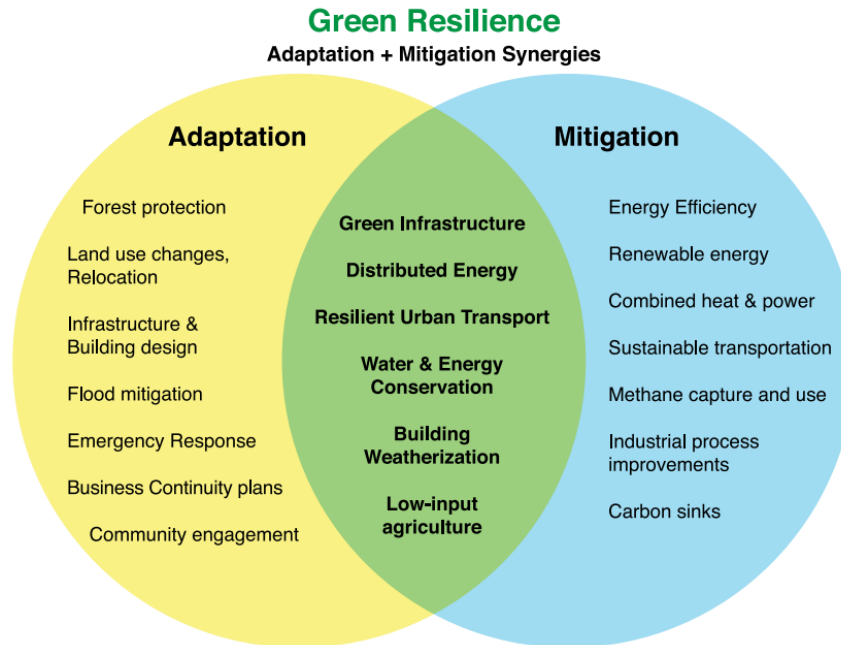 Green Resilience
Adaptation + Mitigation Synergies
Adaptation
Forest protection
Land use changes,
Relocation
Infrastructure &
Building design
Flood mitigation
Emergency Response
Business Continuity plans
Community engagement
Green Infrastructure
Distributed Energy
Resilient Urban Transport
Water & Energy
Conservation
Building
Weatherization
Low-input
agriculture
Mitigation
Energy Efficiency
Renewable energy
Combined heat & power
Sustainable transportation
Methane capture and use
Industrial process
improvements
Carbon sinks